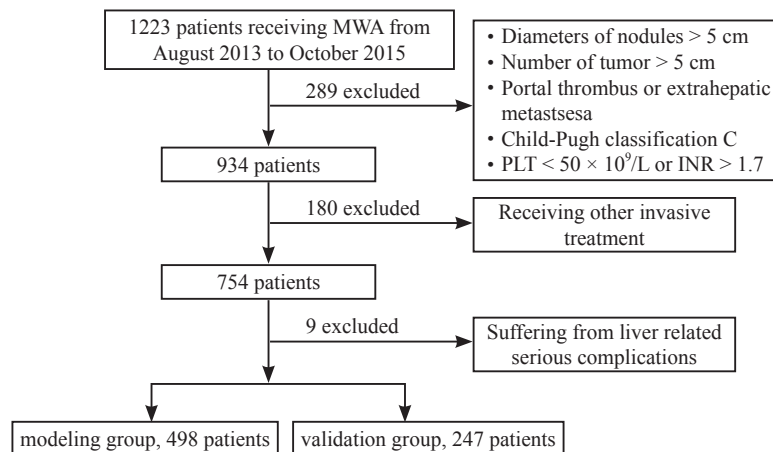 1223 patients receiving MWA from
August 2013 to October 2015
289 excluded
• Diameters of nodules > 5 cm
• Number of tumor > 5 cm
• Portal thrombus or extrahepatic
metastsesa
• Child-Pugh classification C
• PLT < 50 × 10⁹/L or INR > 1.7
934 patients
180 excluded
Receiving other invasive
treatment
754 patients
9 excluded
Suffering from liver related
serious complications
modeling group, 498 patients
validation group, 247 patients